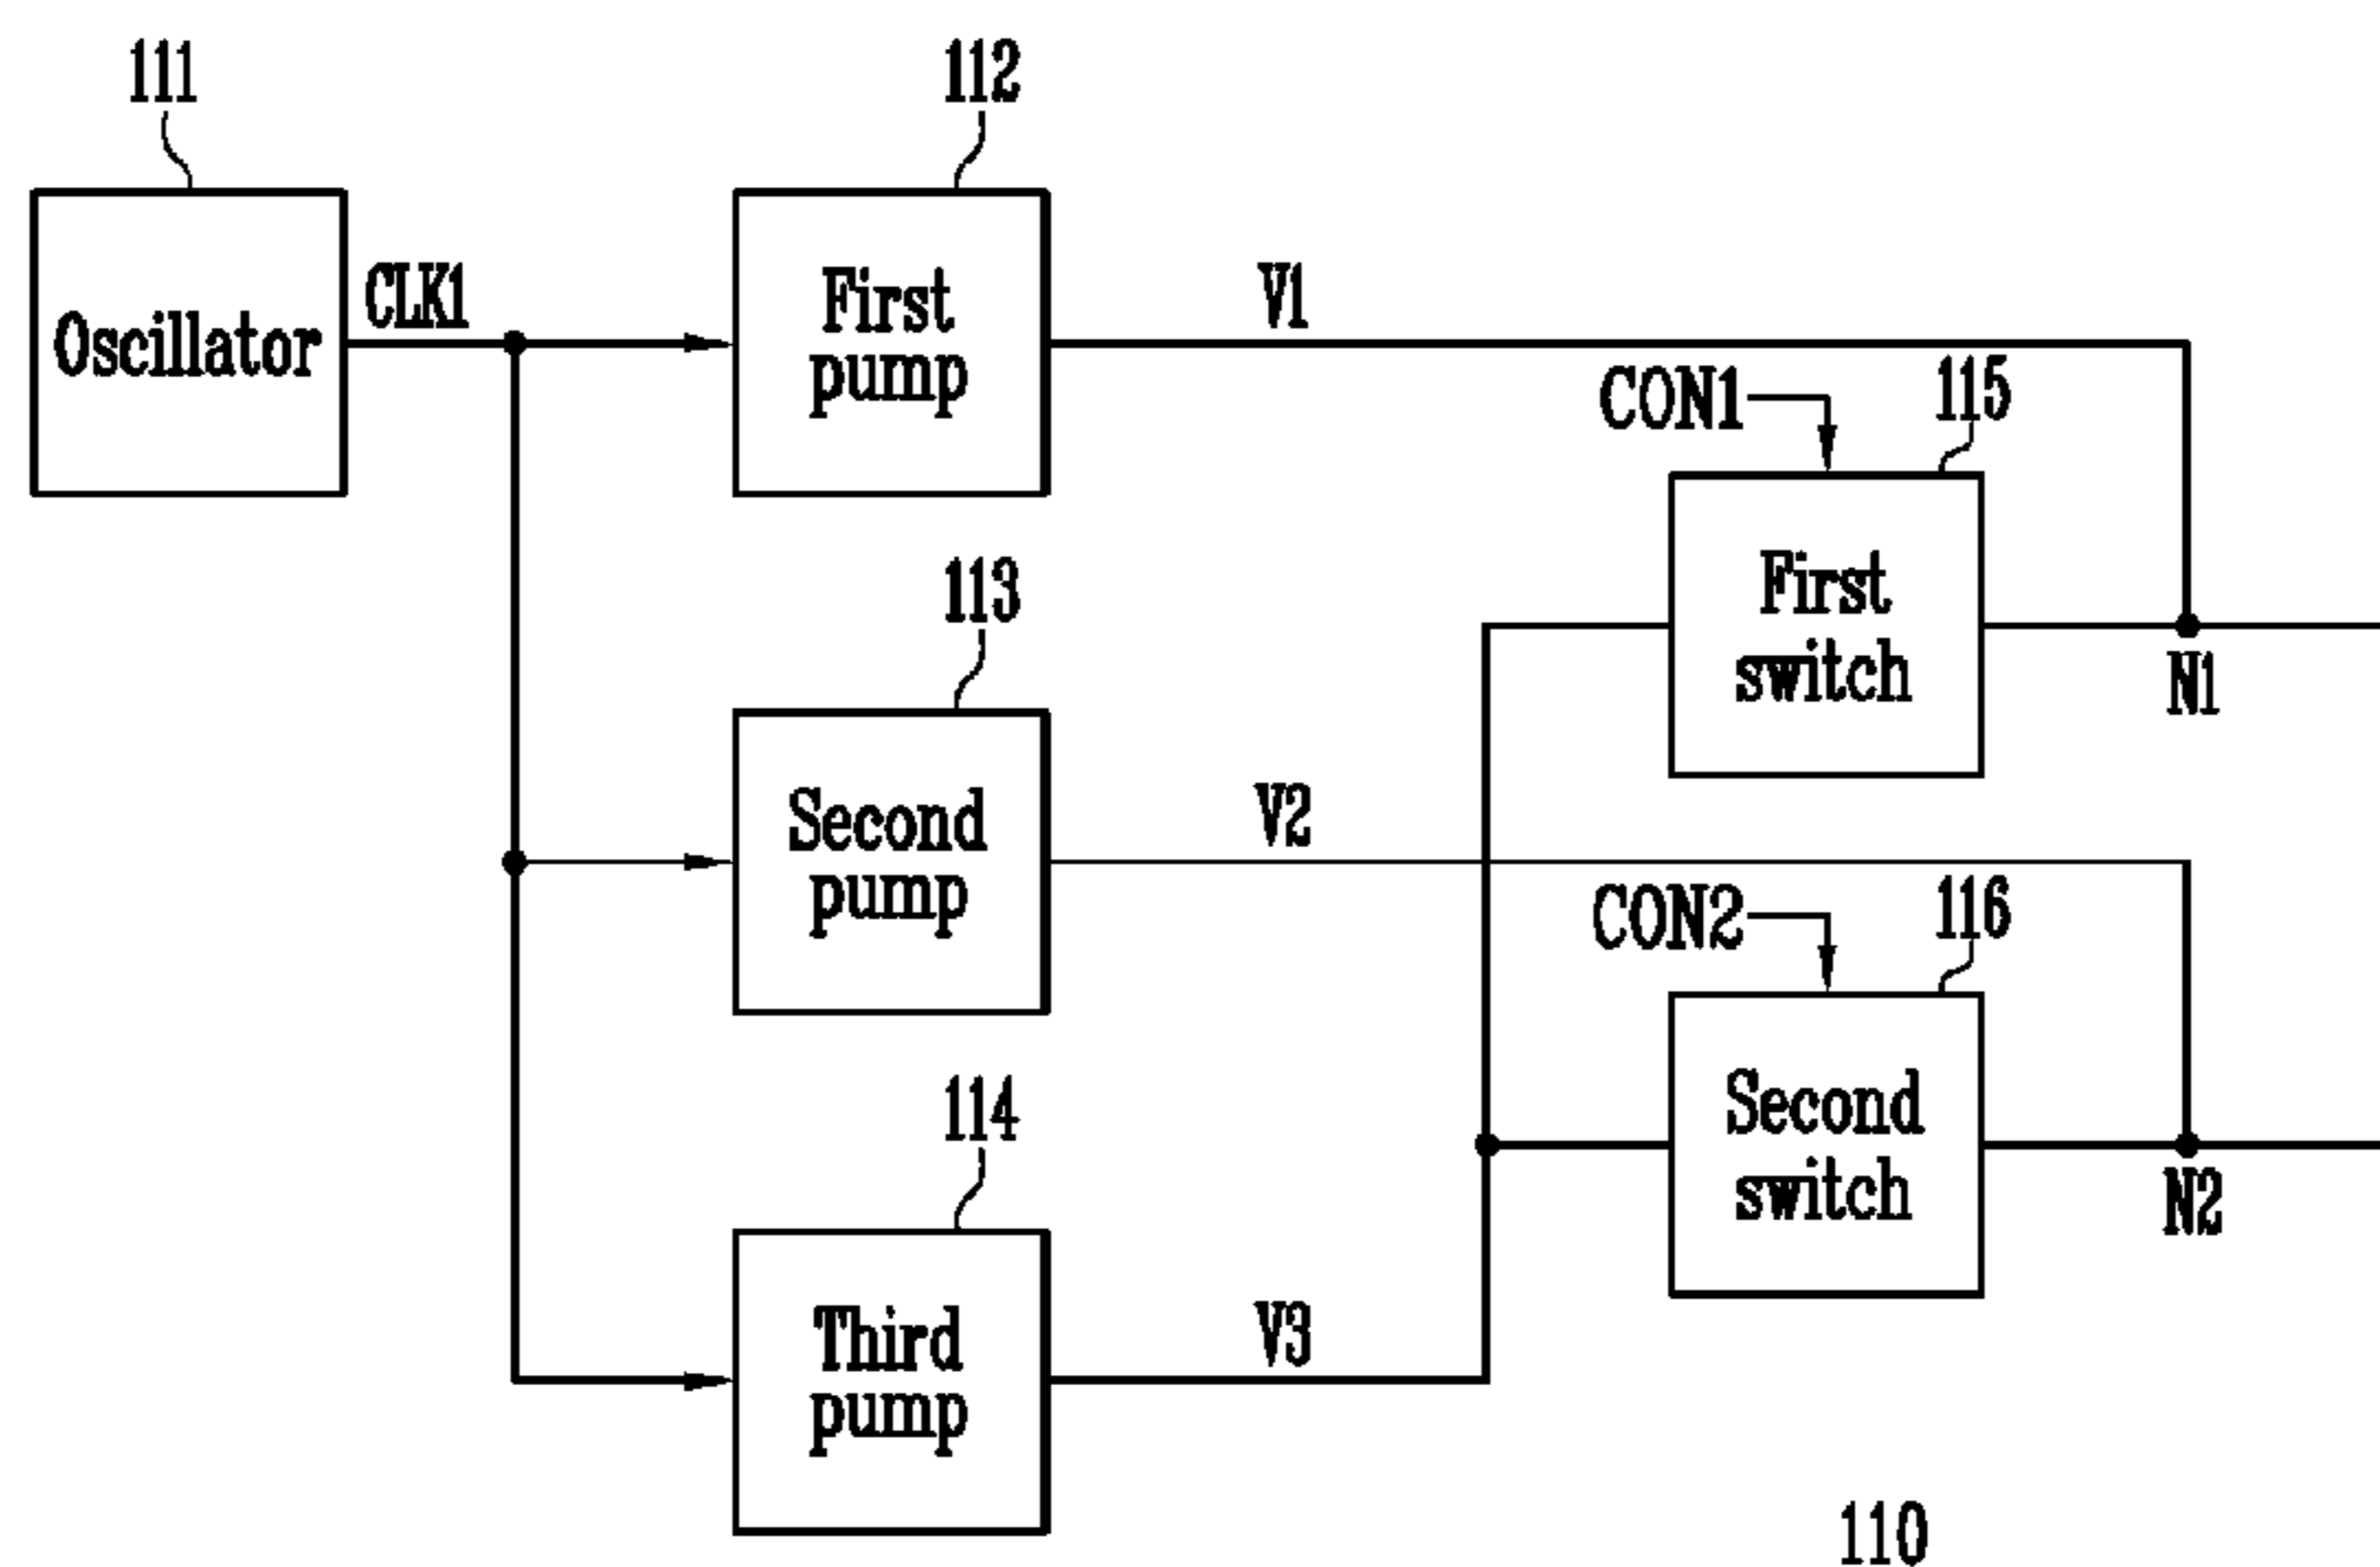 111
112
Oscillator
CLK1
First
pump
V1
CON1
115
First
switch
N1
113
Second
pump
V2
CON2
116
Second
switch
N2
114
Third
pump
V3
110